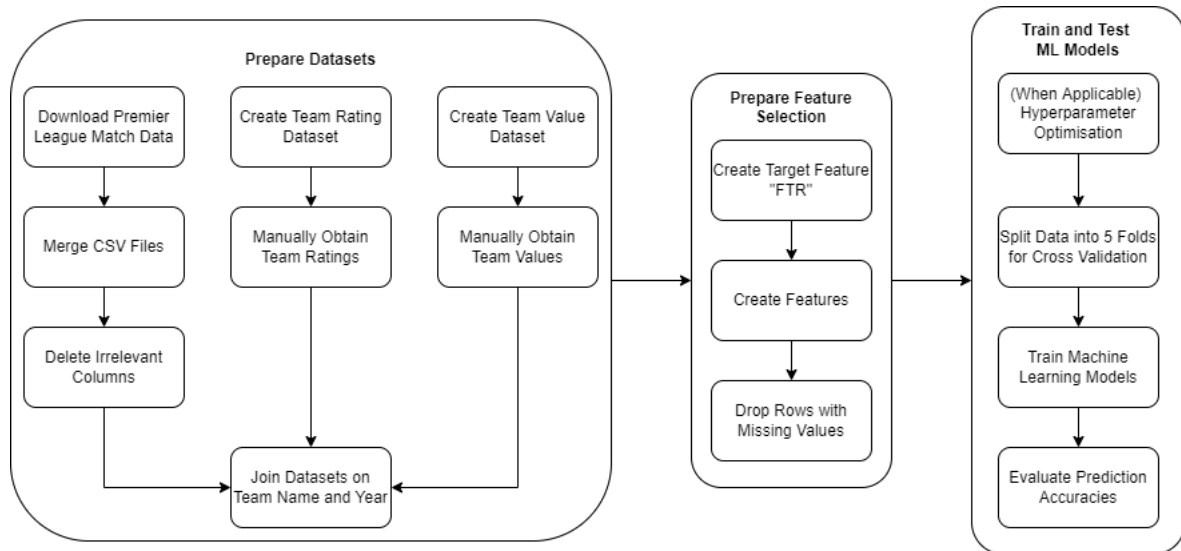 Prepare Datasets
Download Premier
League Match Data
Merge CSV Files
Delete Irrelevant
Columns
Create Team Rating
Dataset
Manually Obtain
Team Ratings
Create Team Value
Dataset
Manually Obtain
Team Values
Join Datasets on
Team Name and Year
Prepare Feature
Selection
Create Target Feature
"FTR"
Create Features
Drop Rows with
Missing Values
Train and Test
ML Models
(When Applicable)
Hyperparameter
Optimisation
Split Data into 5 Folds
for Cross Validation
Train Machine
Learning Models
Evaluate Prediction
Accuracies